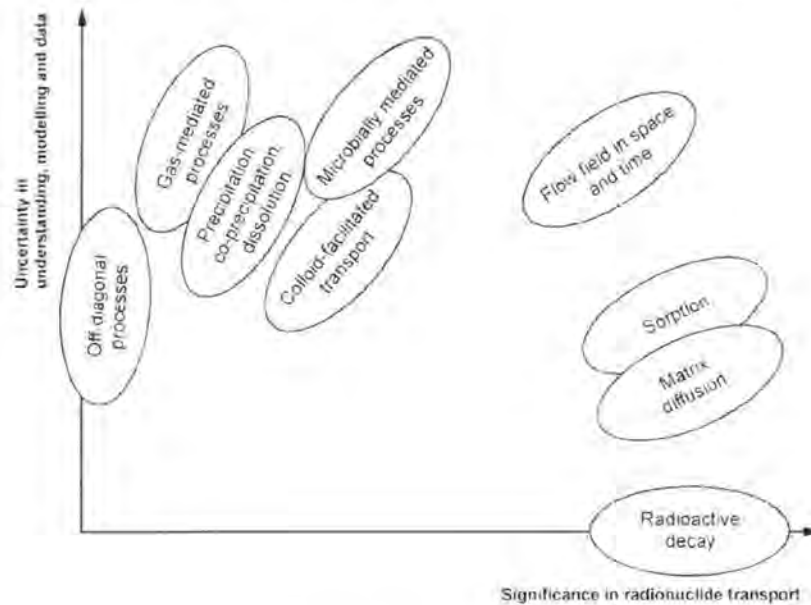 Uncertainty in
understanding, modelling and data
Gas-mediated
processes
Microbially mediated
processes
Flow field in space
and time
Precipitation,
co-precipitation,
dissolution
Colloid-facilitated
transport
Off diagonal
processes
Sorption
Matrix
diffusion
Radioactive
decay
Significance in radionuclide transport